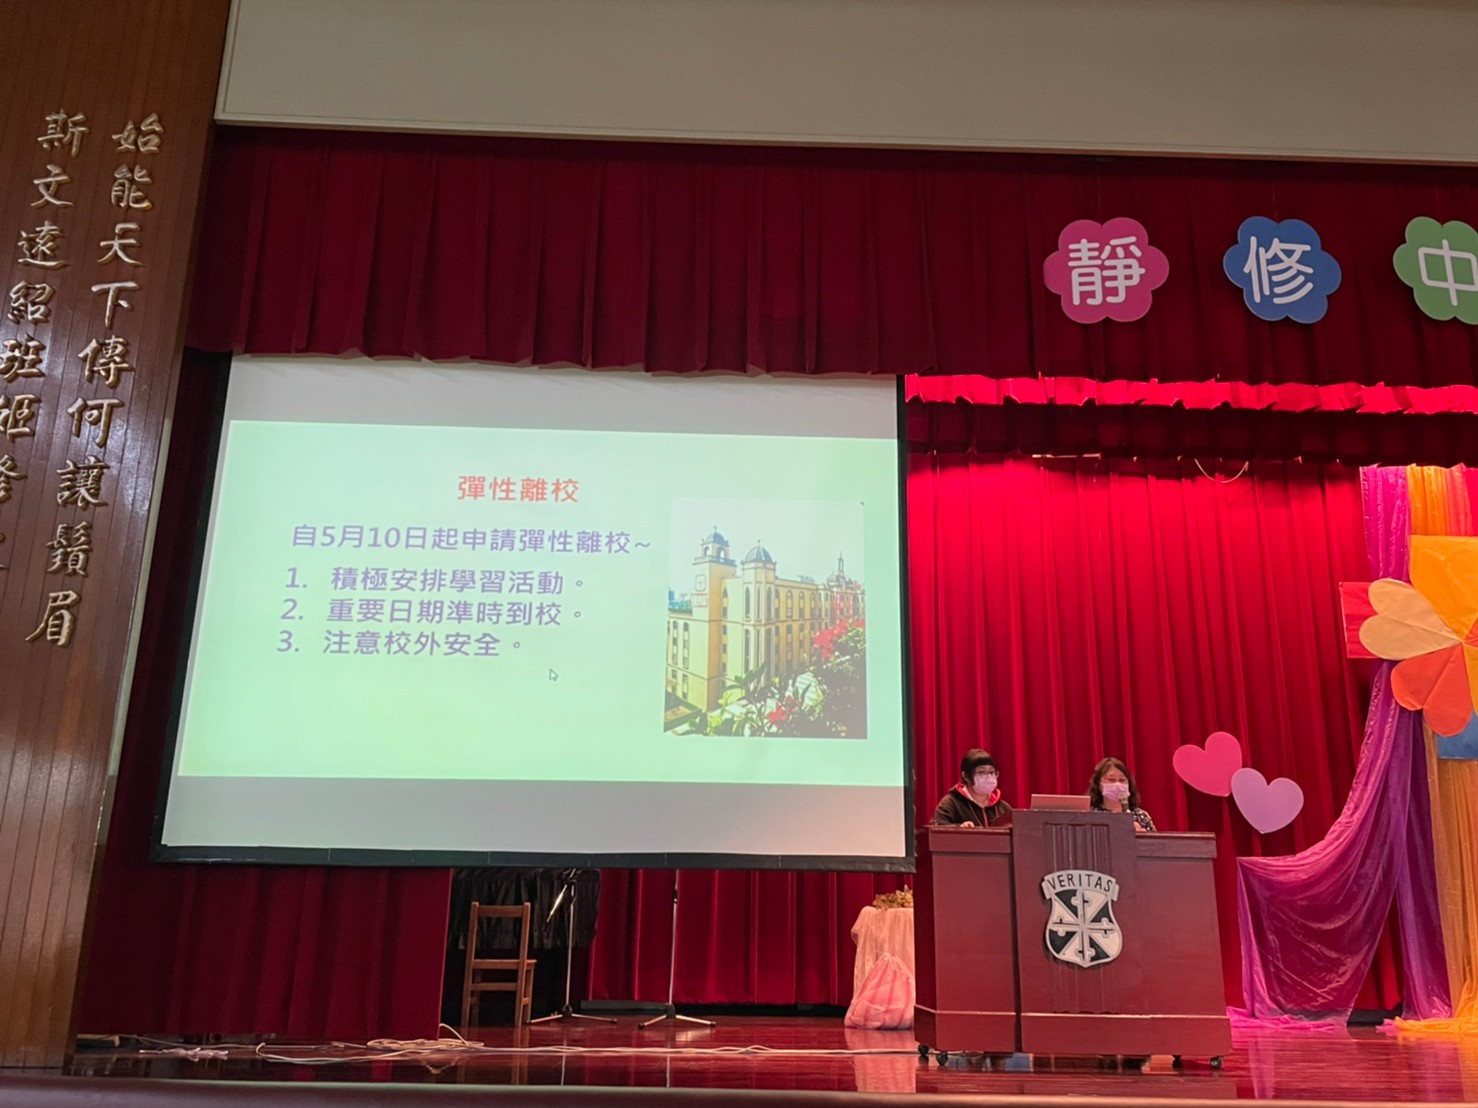 始能天下傳何讓鬚眉
斯文遠紹班姬修
靜修中
彈性離校
自5月10日起申請彈性離校~
1. 積極安排學習活動。
2. 重要日期準時到校。
3. 注意校外安全。
VERITAS